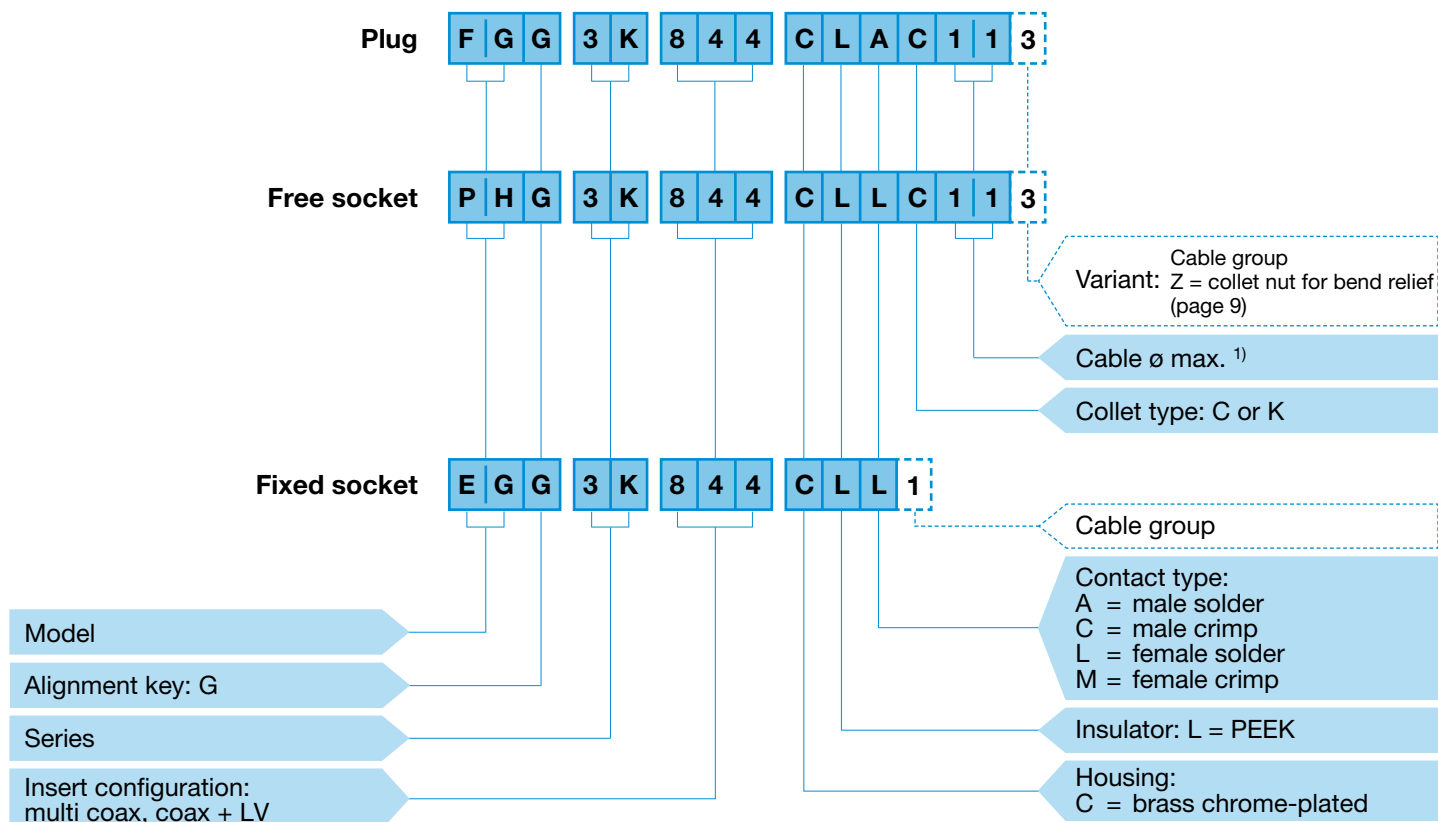 Plug F G G 3 K 8 4 4 C L A C 1 1 3
Free socket P H G 3 K 8 4 4 C L L C 1 1 3
Variant: Cable group
Z = collet nut for bend relief
(page 9)
Cable ø max. 1)
Collet type: C or K
Fixed socket E G G 3 K 8 4 4 C L L 1
Cable group
Contact type:
A = male solder
C = male crimp
L = female solder
M = female crimp
Model
Alignment key: G
Series
Insulator: L = PEEK
Insert configuration:
multi coax, coax + LV
Housing:
C = brass chrome-plated